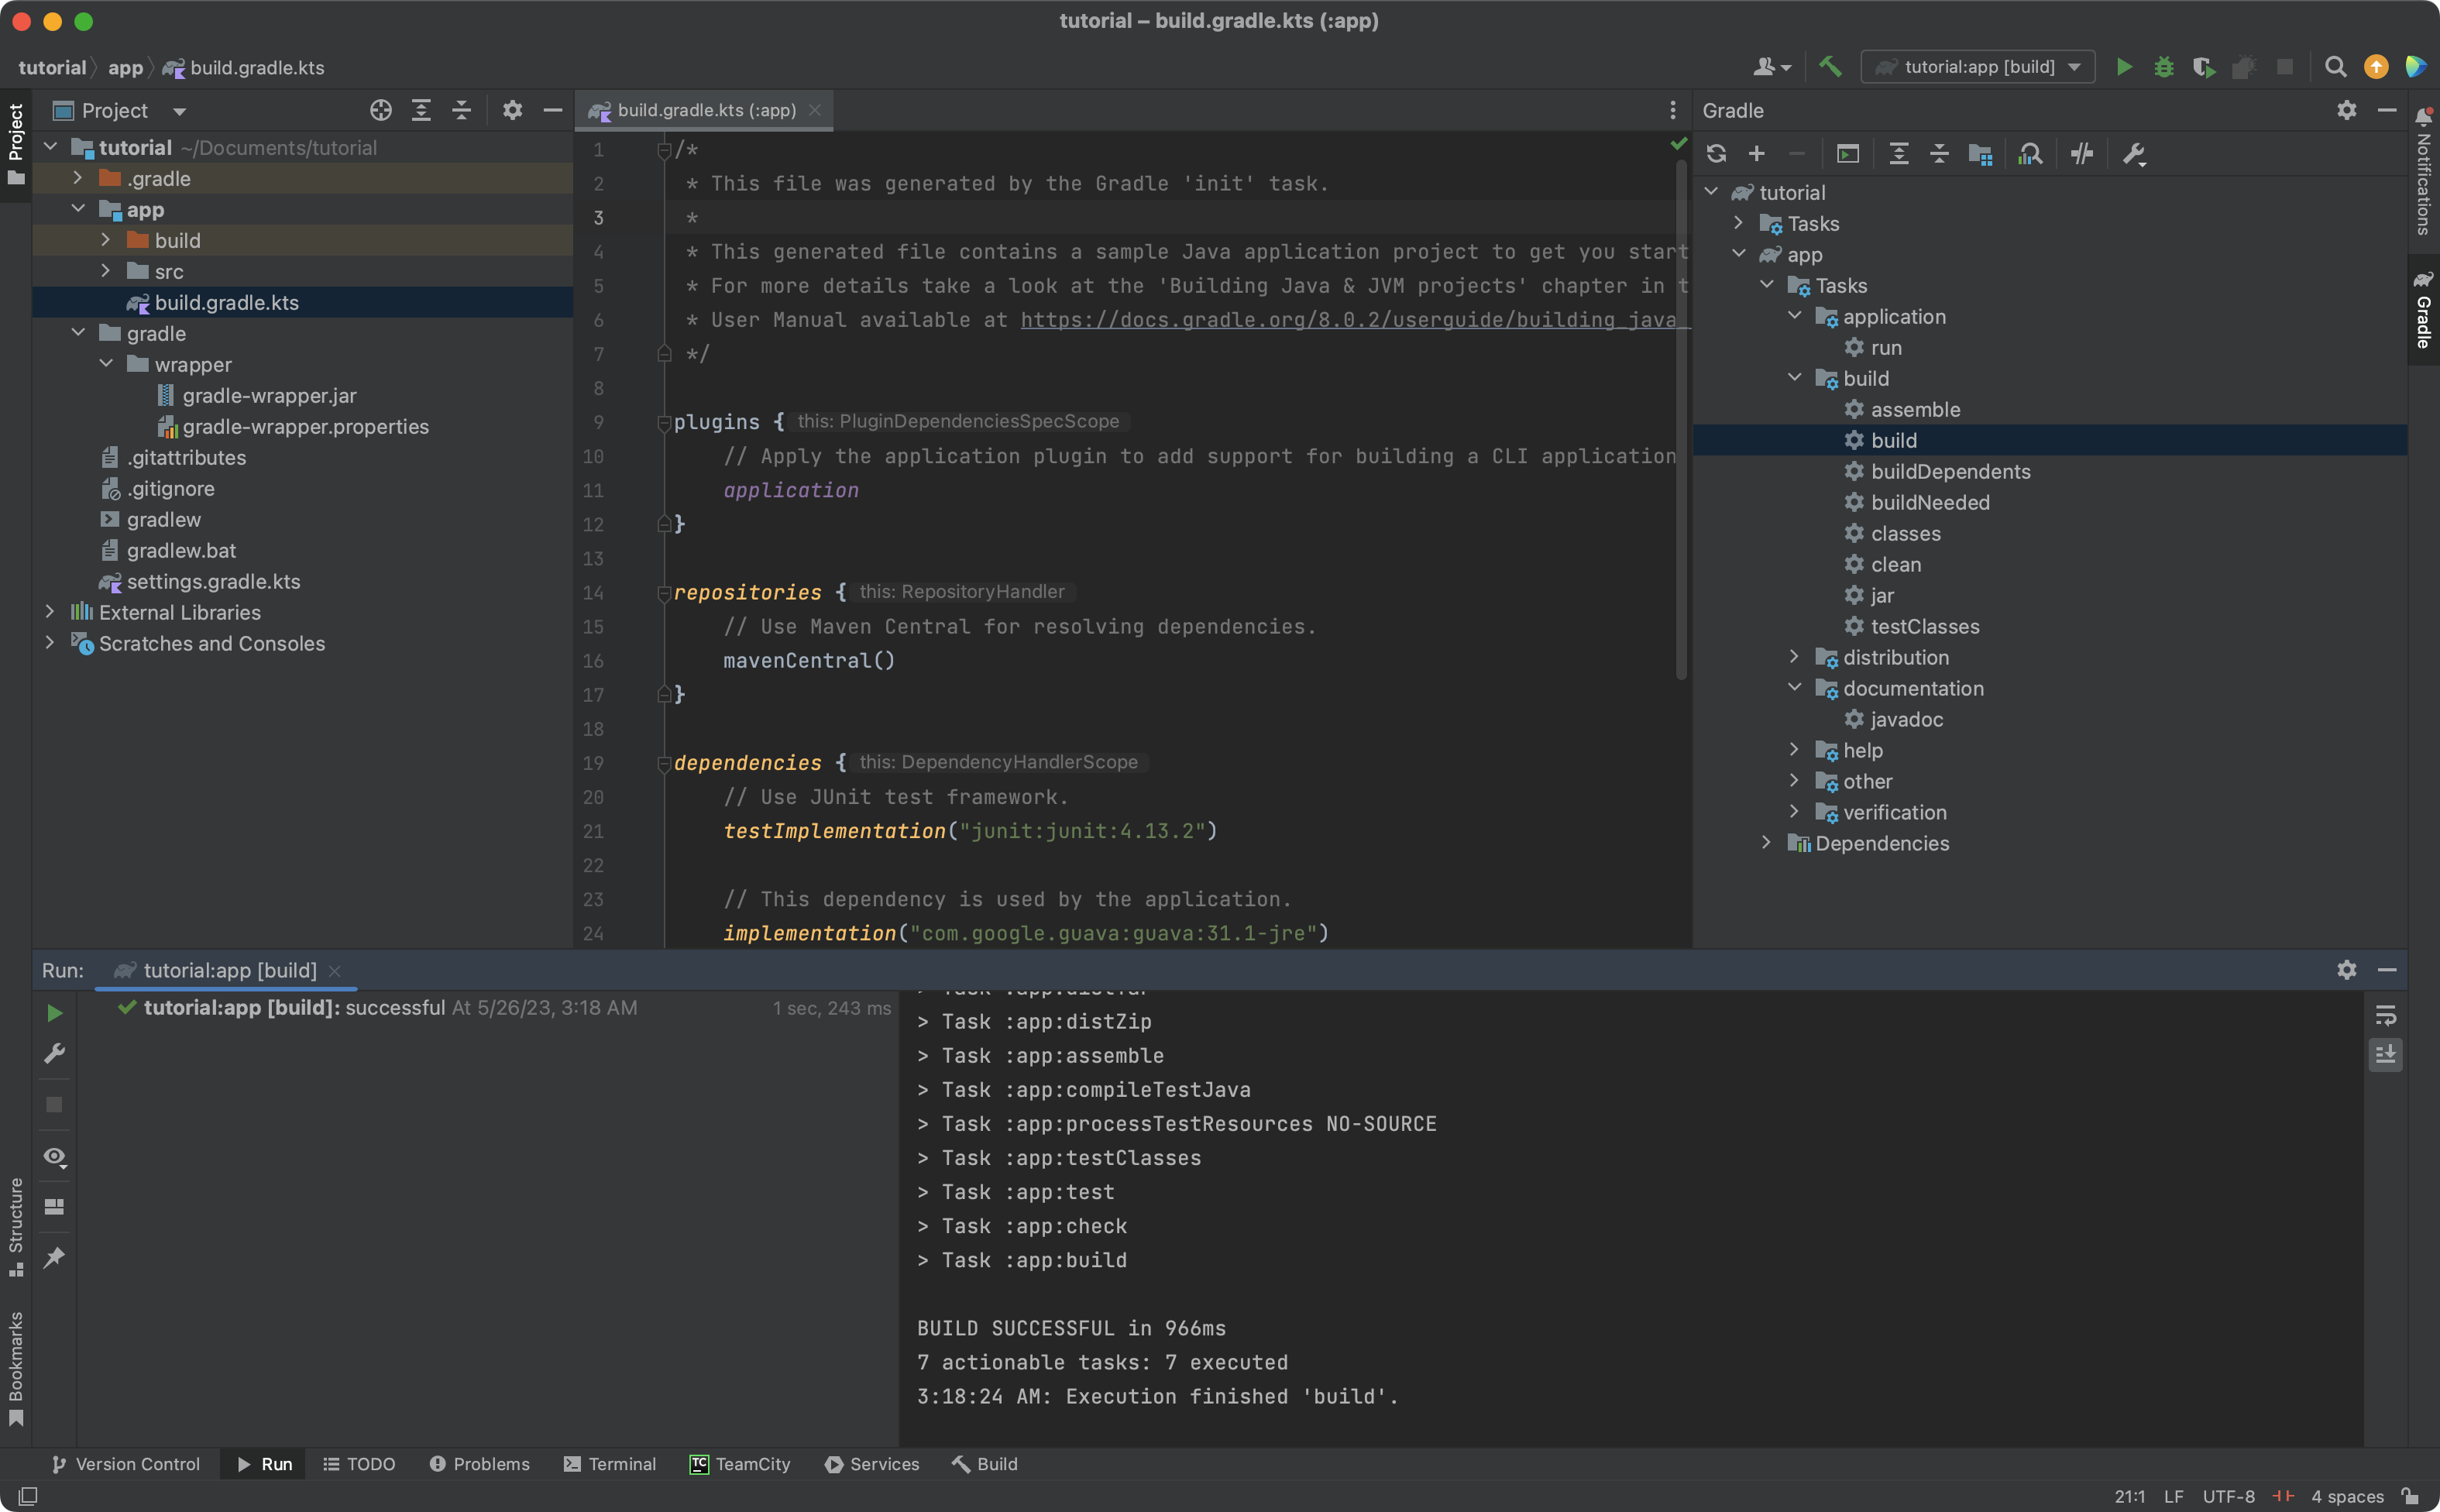 tutorial – build.gradle.kts (:app)
tutorial
app
build.gradle.kts
tutorial:app [build]
Project
Project
tutorial ~/Documents/tutorial
.gradle
app
build
src
build.gradle.kts
gradle
wrapper
gradle-wrapper.jar
gradle-wrapper.properties
.gitattributes
.gitignore
gradlew
gradlew.bat
settings.gradle.kts
External Libraries
Scratches and Consoles
build.gradle.kts (:app)
1 /*
2 * This file was generated by the Gradle 'init' task.
3 *
4 * This generated file contains a sample Java application project to get you start
5 * For more details take a look at the 'Building Java & JVM projects' chapter in t
6 * User Manual available at https://docs.gradle.org/8.0.2/userguide/building_java_
7 */
8
9 plugins { this: PluginDependenciesSpecScope
10 // Apply the application plugin to add support for building a CLI application
11 application
12 }
13
14 repositories { this: RepositoryHandler
15 // Use Maven Central for resolving dependencies.
16 mavenCentral()
17 }
18
19 dependencies { this: DependencyHandlerScope
20 // Use JUnit test framework.
21 testImplementation("junit:junit:4.13.2")
22
23 // This dependency is used by the application.
24 implementation("com.google.guava:guava:31.1-jre")
Gradle
tutorial
Tasks
app
Tasks
application
run
build
assemble
build
buildDependents
buildNeeded
classes
clean
jar
testClasses
distribution
documentation
javadoc
help
other
verification
Dependencies
Notifications
Gradle
Run:
tutorial:app [build]
tutorial:app [build]: successful At 5/26/23, 3:18 AM 1 sec, 243 ms
> Task :app:distTar
> Task :app:distZip
> Task :app:assemble
> Task :app:compileTestJava
> Task :app:processTestResources NO-SOURCE
> Task :app:testClasses
> Task :app:test
> Task :app:check
> Task :app:build
BUILD SUCCESSFUL in 966ms
7 actionable tasks: 7 executed
3:18:24 AM: Execution finished 'build'.
Structure
Bookmarks
Version Control
Run
TODO
Problems
Terminal
TC
TeamCity
Services
Build
21:1 LF UTF-8 4 spaces